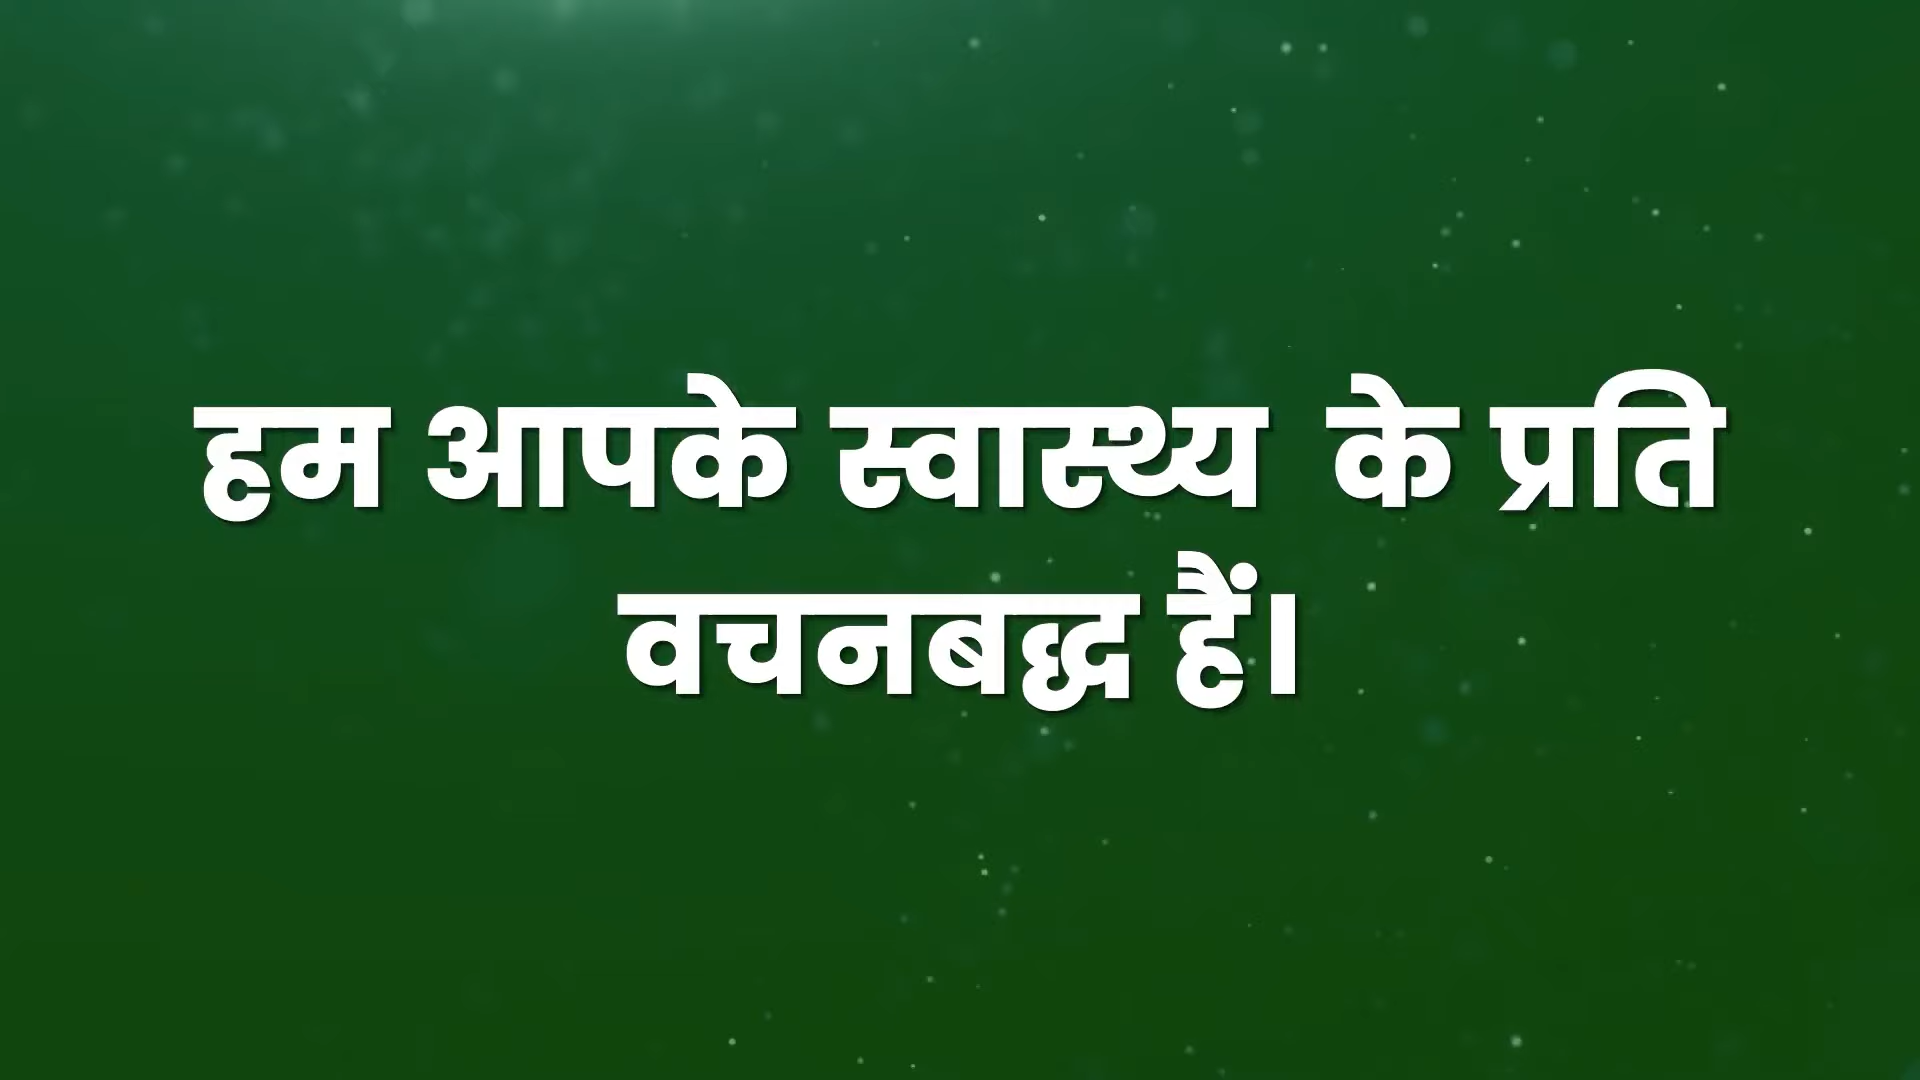 हम आपके स्वास्थ्य के प्रति
वचनबद्ध हैं।